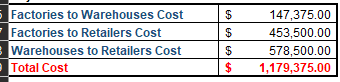 Factories to Warehouses Cost $ 147,375.00
Factories to Retailers Cost $ 453,500.00
Warehouses to Retailers Cost $ 578,500.00
Total Cost $ 1,179,375.00